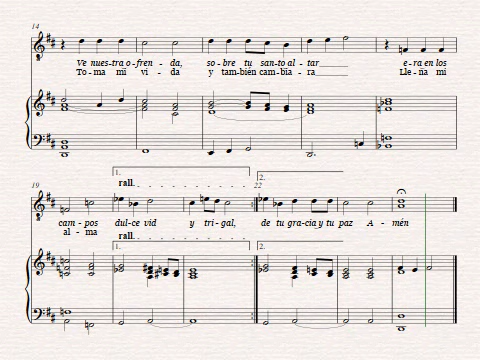 14
Ve nues-tra o-fren - da, so-bre tu san-to al-tar____ e-ra en los
To-ma mi vi - da y tam-bién cam-bia-ra____ Lle-na mi
1. 2.
rall.
19 22
cam - pos dul-ce vid y tri-gal, de tu gra-cia y tu paz A - mén
al - ma
rall.
1. 2.